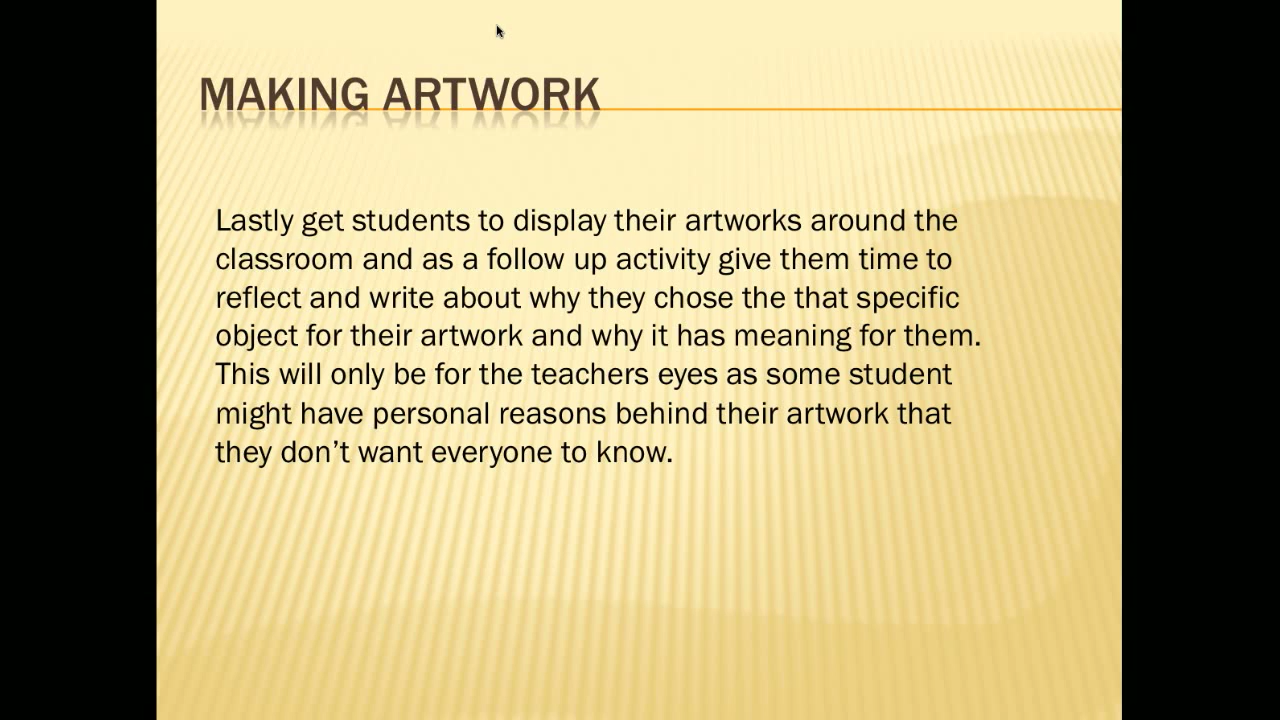 MAKING ARTWORK
Lastly get students to display their artworks around the
classroom and as a follow up activity give them time to
reflect and write about why they chose the that specific
object for their artwork and why it has meaning for them.
This will only be for the teachers eyes as some student
might have personal reasons behind their artwork that
they don’t want everyone to know.